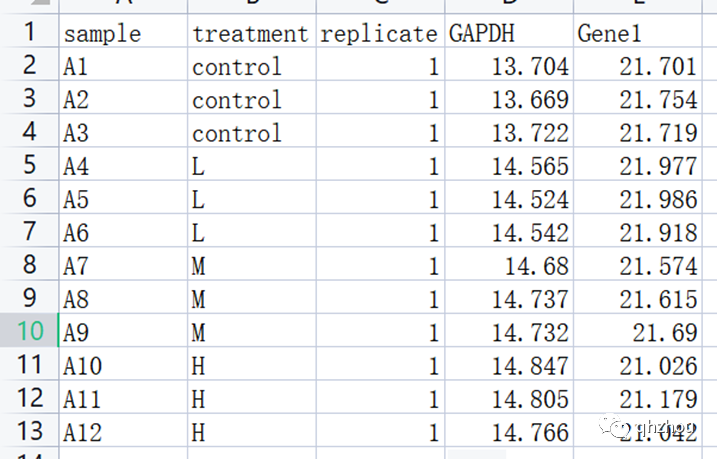 1 sample treatment replicate GAPDH Gene1
2 A1 control 1 13.704 21.701
3 A2 control 1 13.669 21.754
4 A3 control 1 13.722 21.719
5 A4 L 1 14.565 21.977
6 A5 L 1 14.524 21.986
7 A6 L 1 14.542 21.918
8 A7 M 1 14.68 21.574
9 A8 M 1 14.737 21.615
10 A9 M 1 14.732 21.69
11 A10 H 1 14.847 21.026
12 A11 H 1 14.805 21.179
13 A12 H 1 14.766 21.042
qhzhou